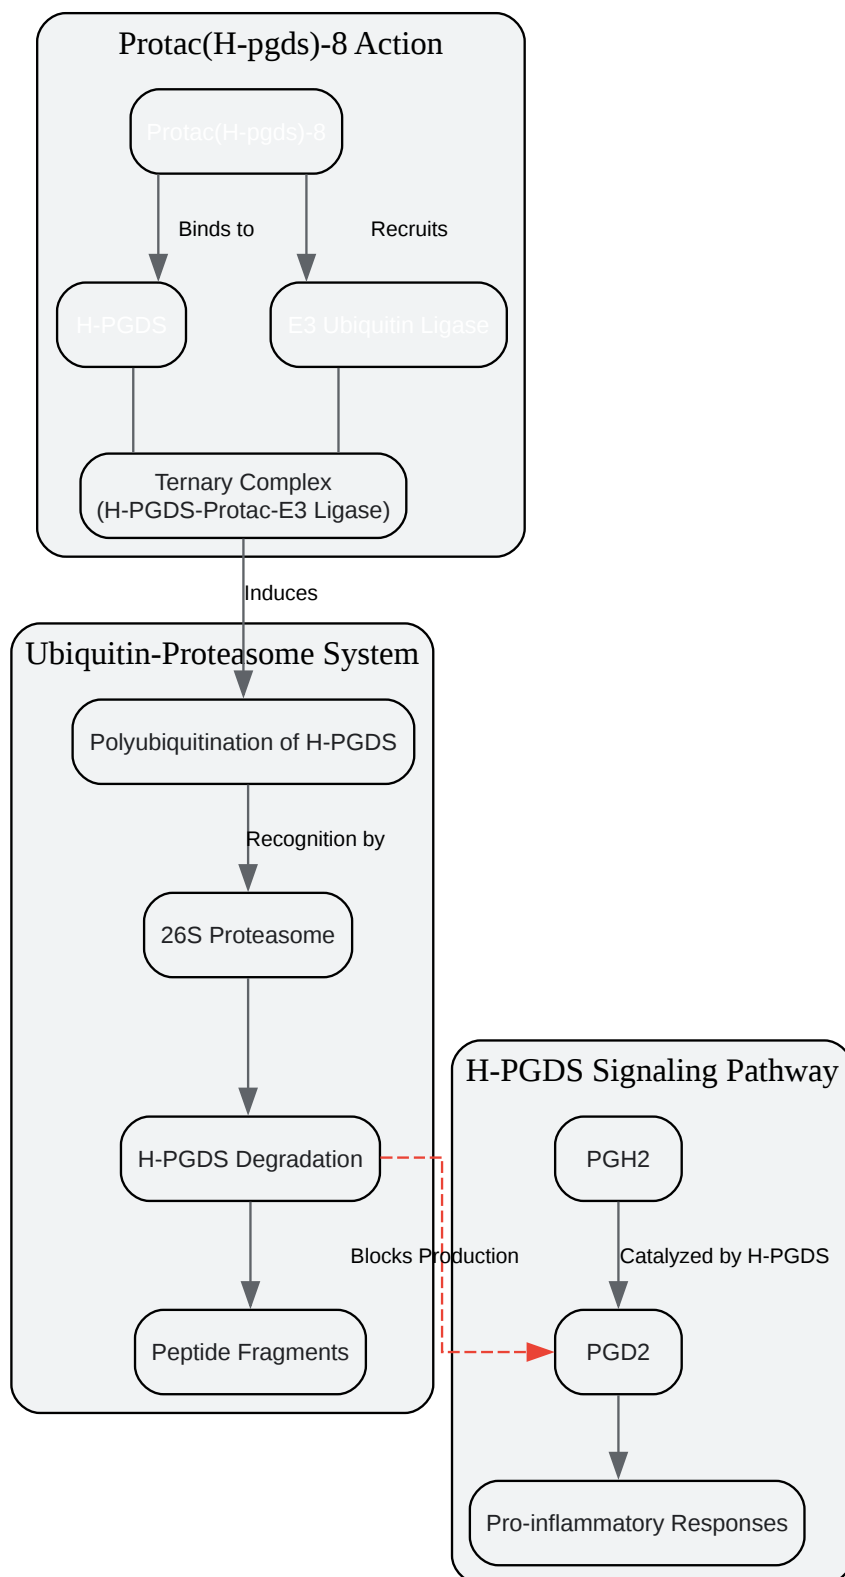 Protac(H-pgds)-8 Action
Protac(H-pgds)-8
Binds to
Recruits
H-PGDS
E3 Ubiquitin Ligase
Ternary Complex
(H-PGDS-Protac-E3 Ligase)
Induces
Ubiquitin-Proteasome System
Polyubiquitination of H-PGDS
Recognition by
26S Proteasome
H-PGDS Signaling Pathway
H-PGDS Degradation
PGH2
Blocks Production
Catalyzed by H-PGDS
Peptide Fragments
PGD2
Pro-inflammatory Responses